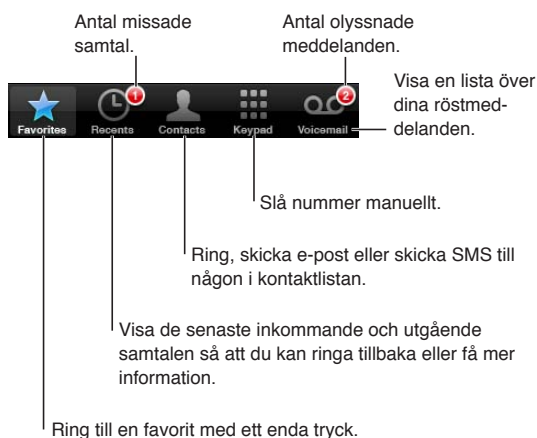 Antal missade
samtal.
Antal olyssnade
meddelanden.
Visa en lista över
dina röstmed-
delanden.
1
2
Favorites
Recents
Contacts
Keypad
Voicemail
Slå nummer manuellt.
Ring, skicka e-post eller skicka SMS till
någon i kontaktlistan.
Visa de senaste inkommande och utgående
samtalen så att du kan ringa tillbaka eller få mer
information.
Ring till en favorit med ett enda tryck.